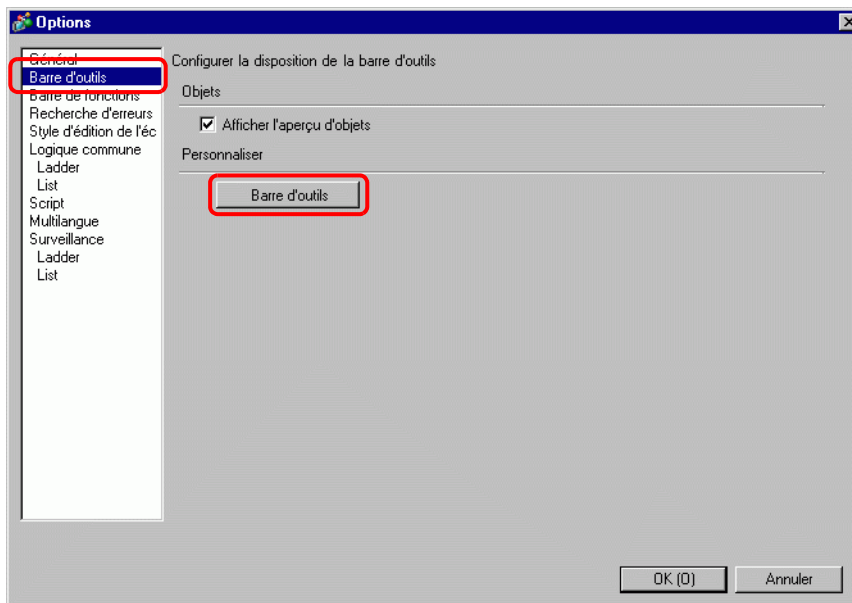 Options
Général
Barre d'outils
Barre de fonctions
Recherche d'erreurs
Style d'édition de l'éc
Logique commune
Ladder
List
Script
Multilangue
Surveillance
Ladder
List
Configurer la disposition de la barre d'outils
Objets
Afficher l'aperçu d'objets
Personnaliser
Barre d'outils
OK (O)
Annuler